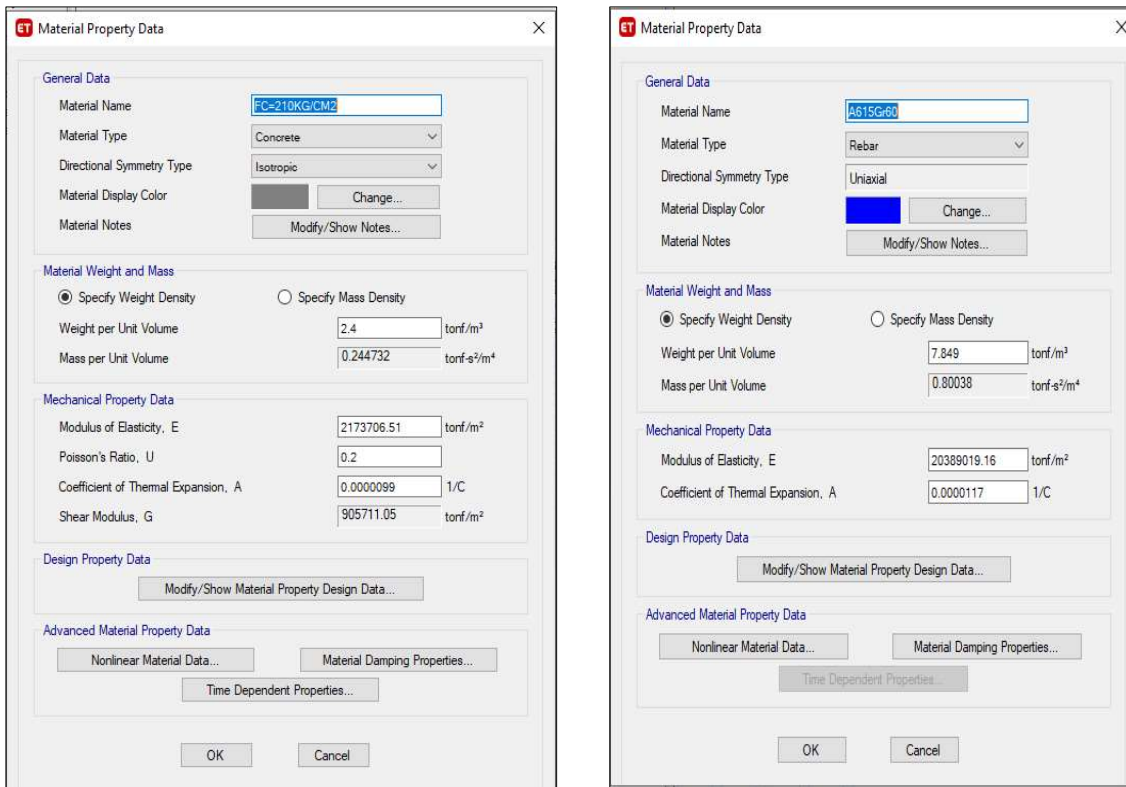 ET Material Property Data
General Data
Material Name FC=210KG/CM2
Material Type Concrete
Directional Symmetry Type Isotropic
Material Display Color Change...
Material Notes Modify/Show Notes...
Material Weight and Mass
Specify Weight Density Specify Mass Density
Weight per Unit Volume 2.4 tonf/m³
Mass per Unit Volume 0.244732 tonf-s²/m⁴
Mechanical Property Data
Modulus of Elasticity, E 2173706.51 tonf/m²
Poisson's Ratio, U 0.2
Coefficient of Thermal Expansion, A 0.0000099 1/C
Shear Modulus, G 905711.05 tonf/m²
Design Property Data
Modify/Show Material Property Design Data...
Advanced Material Property Data
Nonlinear Material Data... Material Damping Properties...
Time Dependent Properties...
OK Cancel
ET Material Property Data
General Data
Material Name A615Gr60
Material Type Rebar
Directional Symmetry Type Uniaxial
Material Display Color Change...
Material Notes Modify/Show Notes...
Material Weight and Mass
Specify Weight Density Specify Mass Density
Weight per Unit Volume 7.849 tonf/m³
Mass per Unit Volume 0.80038 tonf-s²/m⁴
Mechanical Property Data
Modulus of Elasticity, E 20389019.16 tonf/m²
Coefficient of Thermal Expansion, A 0.0000117 1/C
Design Property Data
Modify/Show Material Property Design Data...
Advanced Material Property Data
Nonlinear Material Data... Material Damping Properties...
Time Dependent Properties...
OK Cancel